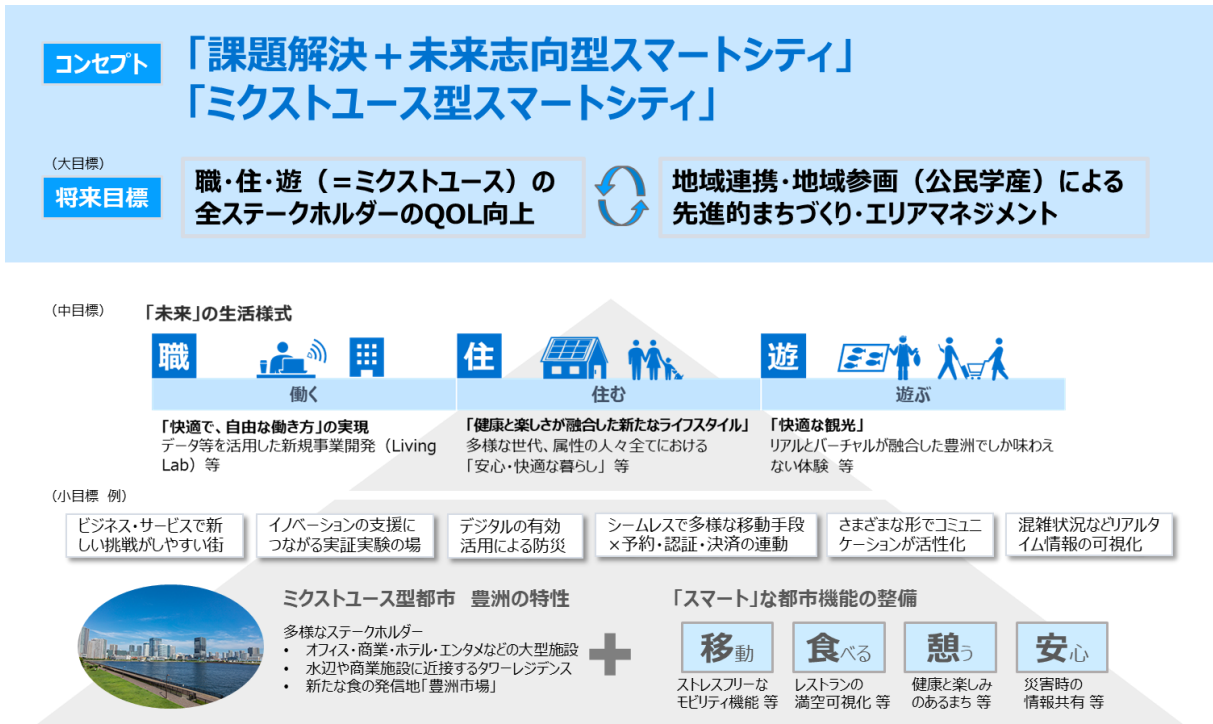 コンセプト
「課題解決＋未来志向型スマートシティ」
「ミクストユース型スマートシティ」
（大目標）
将来目標
職・住・遊（＝ミクストユース）の
全ステークホルダーのQOL向上
地域連携・地域参画（公民学産）による
先進的まちづくり・エリアマネジメント
（中目標）
「未来」の生活様式
職
働く
「快適で、自由な働き方」の実現
データ等を活用した新規事業開発（Living
Lab）等
住
住む
「健康と楽しさが融合した新たなライフスタイル」
多様な世代、属性の人々全てにおける
「安心・快適な暮らし」等
遊
遊ぶ
「快適な観光」
リアルとバーチャルが融合した豊洲でしか味わえ
ない体験 等
（小目標 例）
ビジネス・サービスで新
しい挑戦がしやすい街
イノベーションの支援に
つながる実証実験の場
デジタルの有効
活用による防災
シームレスで多様な移動手段
×予約・認証・決済の連動
さまざまな形でコミュニ
ケーションが活性化
混雑状況などリアルタ
イム情報の可視化
ミクストユース型都市 豊洲の特性
多様なステークホルダー
• オフィス・商業・ホテル・エンタメなどの大型施設
• 水辺や商業施設に近接するタワーレジデンス
• 新たな食の発信地「豊洲市場」
「スマート」な都市機能の整備
移動
ストレスフリーな
モビリティ機能 等
食べる
レストランの
満空可視化 等
憩う
健康と楽しみ
のあるまち 等
安心
災害時の
情報共有 等